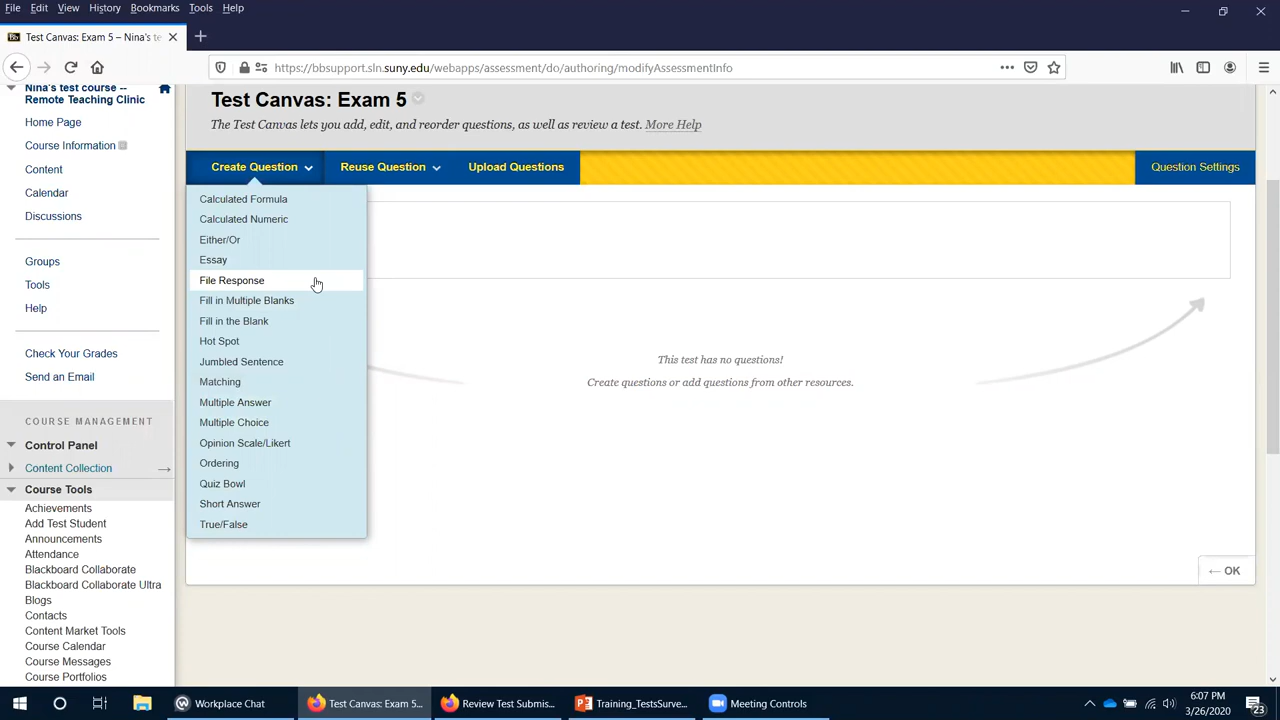 File Edit View History Bookmarks Tools Help
Test Canvas: Exam 5 – Nina's te
https://bbsupport.sln.suny.edu/webapps/assessment/do/authoring/modifyAssessmentInfo
Nina's test course --
Remote Teaching Clinic
Home Page
Course Information
Content
Calendar
Discussions
Groups
Tools
Help
Check Your Grades
Send an Email
COURSE MANAGEMENT
Control Panel
Content Collection
Course Tools
Achievements
Add Test Student
Announcements
Attendance
Blackboard Collaborate
Blackboard Collaborate Ultra
Blogs
Contacts
Content Market Tools
Course Calendar
Course Messages
Course Portfolios
Test Canvas: Exam 5
The Test Canvas lets you add, edit, and reorder questions, as well as review a test. More Help
Create Question Reuse Question Upload Questions Question Settings
Calculated Formula
Calculated Numeric
Either/Or
Essay
File Response
Fill in Multiple Blanks
Fill in the Blank
Hot Spot
Jumbled Sentence
Matching
Multiple Answer
Multiple Choice
Opinion Scale/Likert
Ordering
Quiz Bowl
Short Answer
True/False
This test has no questions!
Create questions or add questions from other resources.
← OK
Workplace Chat Test Canvas: Exam 5... Review Test Submis... Training_TestsSurve... Meeting Controls
6:07 PM
3/26/2020
23